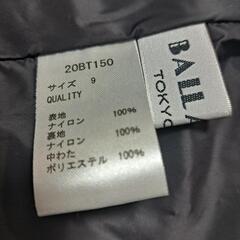 20BT150
サイズ 9
QUALITY
表地
ナイロン 100%
裏地
ナイロン 100%
中わた
ポリエステル 100%
BALLA
TOKYO